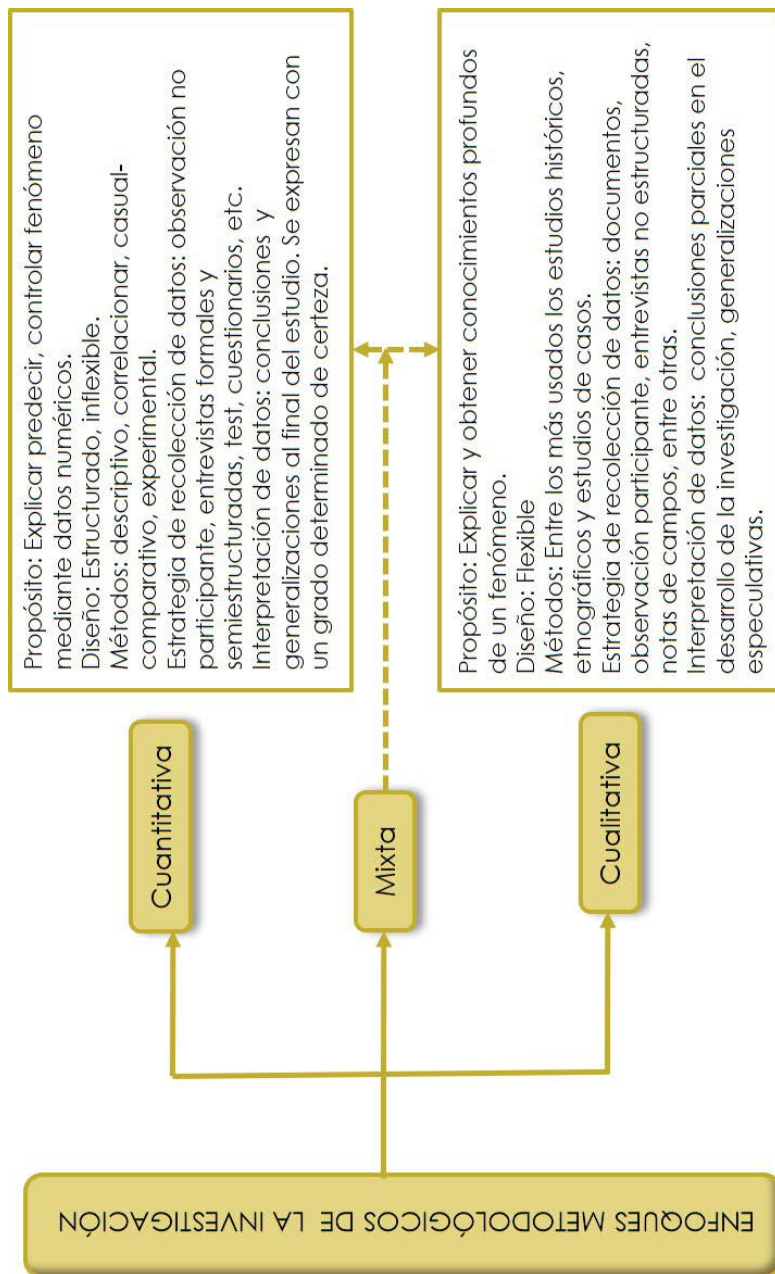 ENFOQUES METODOLÓGICOS DE LA INVESTIGACIÓN
Cuantitativa
Propósito: Explicar predecir, controlar fenómeno
mediante datos numéricos.
Diseño: Estructurado, inflexible.
Métodos: descriptivo, correlacionar, casual-
comparativo, experimental.
Estrategia de recolección de datos: observación no
participante, entrevistas formales y
semiestructuradas, test, cuestionarios, etc.
Interpretación de datos: conclusiones y
generalizaciones al final del estudio. Se expresan con
un grado determinado de certeza.
Mixta
Cualitativa
Propósito: Explicar y obtener conocimientos profundos
de un fenómeno.
Diseño: Flexible
Métodos: Entre los más usados los estudios históricos,
etnográficos y estudios de casos.
Estrategia de recolección de datos: documentos,
observación participante, entrevistas no estructuradas,
notas de campos, entre otras.
Interpretación de datos: conclusiones parciales en el
desarrollo de la investigación, generalizaciones
especulativas.